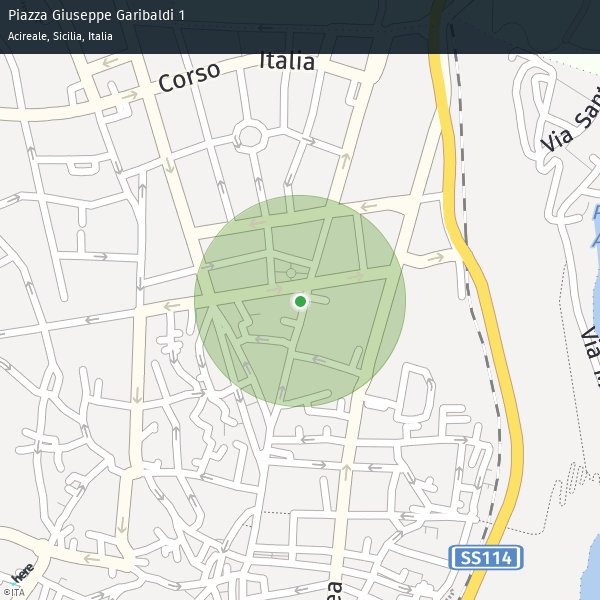 Piazza Giuseppe Garibaldi 1
Acireale, Sicilia, Italia
Corso Italia
Via Sant
Via
SS114
here
©ITA